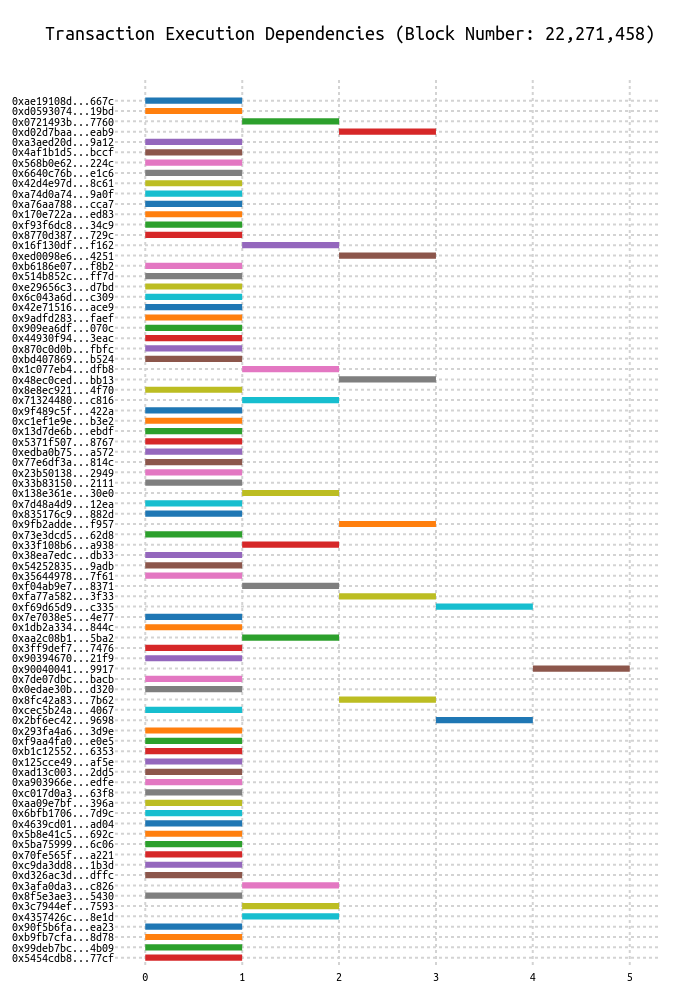 Transaction Execution Dependencies (Block Number: 22,271,458)
0xae19108d...667c
0xd0593074...19bd
0x0721493b...7760
0xd02d7baa...eab9
0xa3aed20d...9a12
0x4af1b1d5...bccf
0x568b0e62...224c
0x6640c76b...e1c6
0x42d4e97d...8c61
0xa74d0a74...9a0f
0xa76aa788...cca7
0x170e722a...ed83
0xf93f6dc8...34c9
0x8770d387...729c
0x16f130df...f162
0xed0098e6...4251
0xb6186e07...f8b2
0x514b852c...ff7d
0xe29656c3...d7bd
0x6c043a6d...c309
0x42e71516...ace9
0x9adfd283...faef
0x909ea6df...070c
0x44930f94...3eac
0x870c0d0b...fbfc
0xbd407869...b524
0x1c077eb4...dfb8
0x48ec0ced...bb13
0x8e8ec921...4f70
0x71324480...c816
0x9f489c5f...422a
0xc1ef1e9e...b3e2
0x13d7de6b...ebdf
0x5371f507...8767
0xedba0b75...a572
0x77e6df3a...814c
0x23b50138...2949
0x33b83150...2111
0x138e361e...30e0
0x7d48a4d9...12ea
0x835176c9...882d
0x9fb2adde...f957
0x73e3dcd5...62d8
0x33f108b6...a938
0x38ea7edc...db33
0x54252835...9adb
0x35644978...7f61
0xf04ab9e7...8371
0xfa77a582...3f33
0xf69d65d9...c335
0x7e7038e5...4e77
0x1db2a334...844c
0xaa2c08b1...5ba2
0x3ff9def7...7476
0x90394670...21f9
0x90040041...9917
0x7de07dbc...bacb
0x0edae30b...d320
0x8fc42a83...7b62
0xcec5b24a...4067
0x2bf6ec42...9698
0x293fa4a6...3d9e
0xf9aa4fa0...e0e5
0xb1c12552...6353
0x125cce49...af5e
0xad13c003...2dd5
0xa903966e...edfe
0xc017d0a3...63f8
0xaa09e7bf...396a
0x6bfb1706...7d9c
0x4639cd01...ad04
0x5b8e41c5...692c
0x5ba75999...6c06
0x70fe565f...a221
0xc9da3dd8...1b3d
0xd326ac3d...dffc
0x3afa0da3...c826
0x8f5e3ae3...5430
0x3c7944ef...7593
0x4357426c...8e1d
0x90f5b6fa...ea23
0xb9fb7cfa...8d78
0x99deb7bc...4b09
0x5454cdb8...77cf
0 1 2 3 4 5